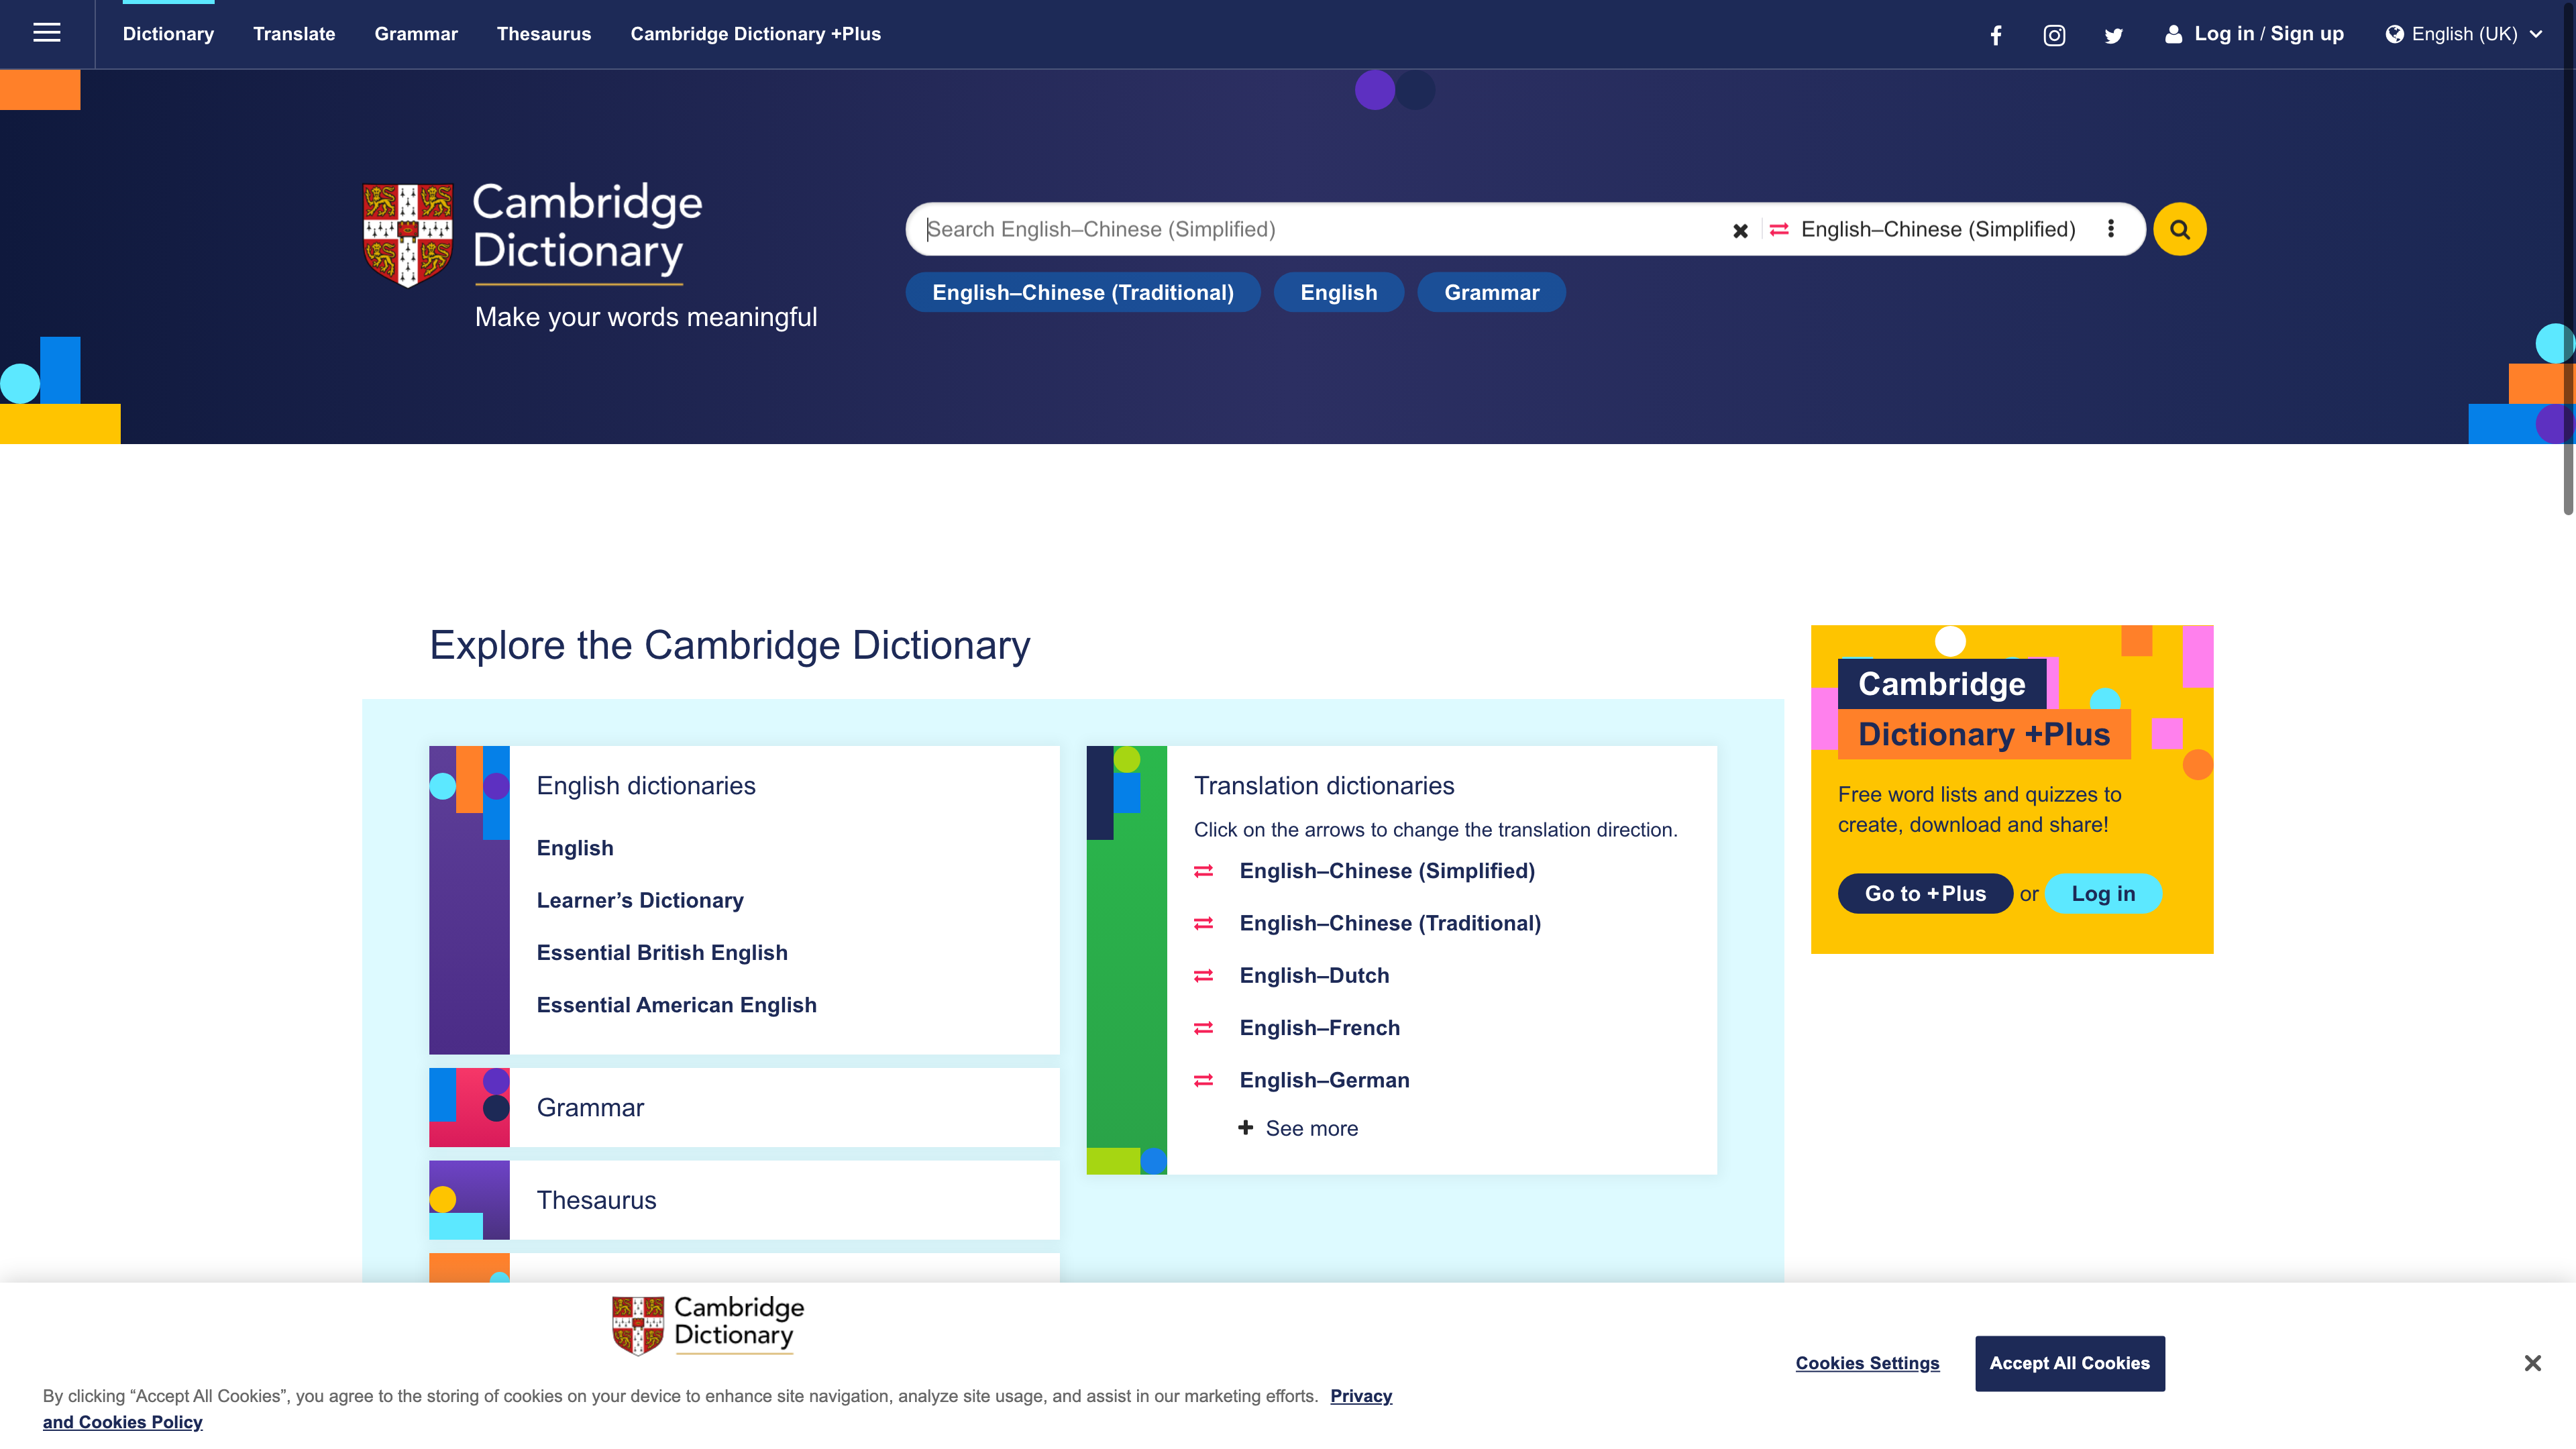 Dictionary
Translate
Grammar
Thesaurus
Cambridge Dictionary +Plus
Log in / Sign up
English (UK)
Cambridge
Dictionary
Make your words meaningful
Search English–Chinese (Simplified)
English–Chinese (Simplified)
English–Chinese (Traditional)
English
Grammar
Explore the Cambridge Dictionary
English dictionaries
English
Learner’s Dictionary
Essential British English
Essential American English
Grammar
Thesaurus
Translation dictionaries
Click on the arrows to change the translation direction.
English–Chinese (Simplified)
English–Chinese (Traditional)
English–Dutch
English–French
English–German
See more
Cambridge
Dictionary +Plus
Free word lists and quizzes to
create, download and share!
Go to +Plus or Log in
Cambridge
Dictionary
By clicking “Accept All Cookies”, you agree to the storing of cookies on your device to enhance site navigation, analyze site usage, and assist in our marketing efforts. Privacy
and Cookies Policy
Cookies Settings
Accept All Cookies